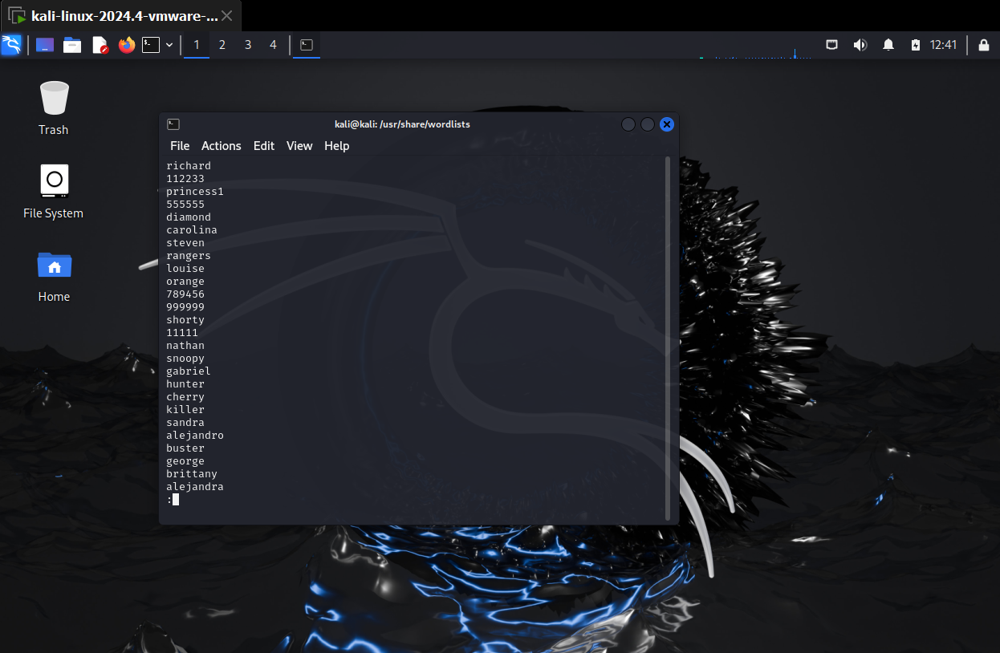 kali-linux-2024.4-vmware-...
1 2 3 4
12:41
Trash
File System
Home
kali@kali: /usr/share/wordlists
File Actions Edit View Help
richard
112233
princess1
555555
diamond
carolina
steven
rangers
louise
orange
789456
999999
shorty
11111
nathan
snoopy
gabriel
hunter
cherry
killer
sandra
alejandro
buster
george
brittany
alejandra
: